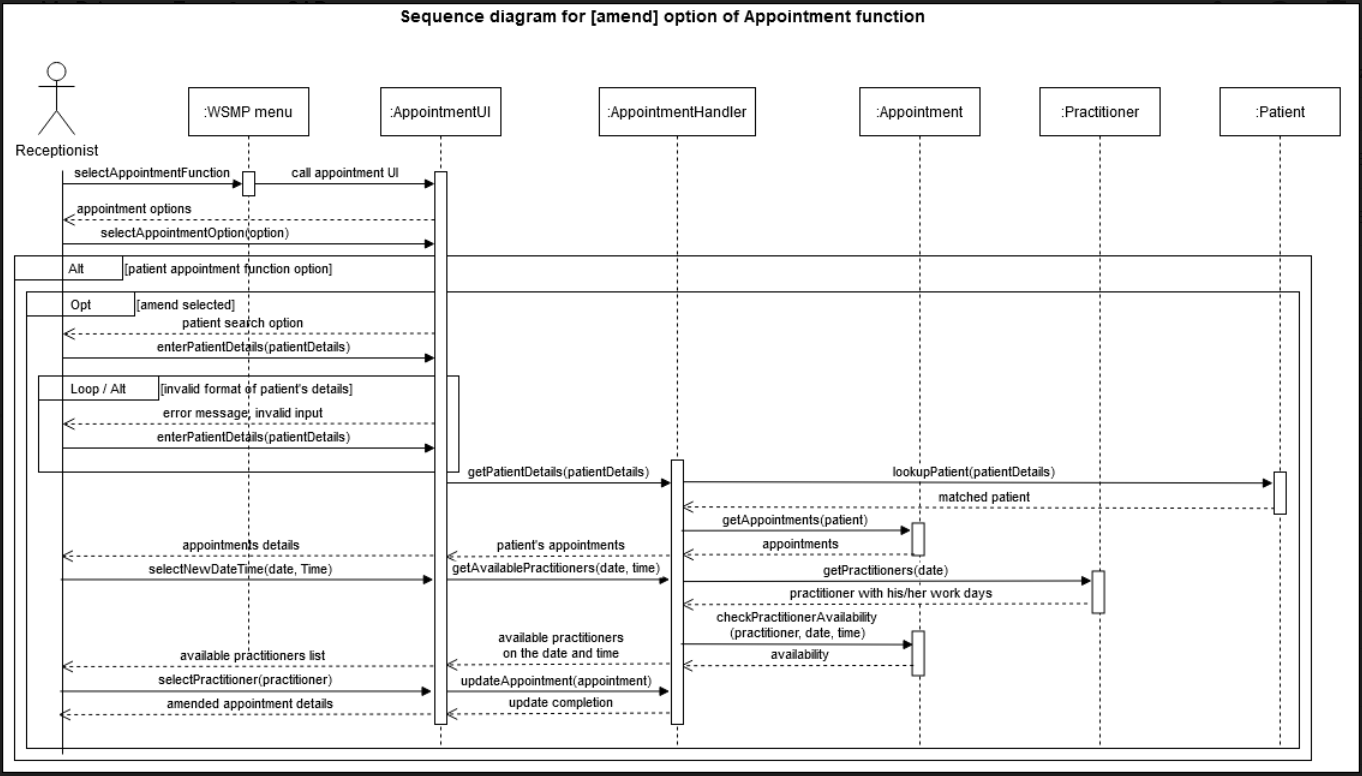 Sequence diagram for [amend] option of Appointment function
:WSMP menu
:AppointmentUI
:AppointmentHandler
:Appointment
:Practitioner
:Patient
Receptionist
selectAppointmentFunction
call appointment UI
appointment options
selectAppointmentOption(option)
Alt
[patient appointment function option]
Opt
[amend selected]
patient search option
enterPatientDetails(patientDetails)
Loop / Alt
[invalid format of patient's details]
error message, invalid input
enterPatientDetails(patientDetails)
getPatientDetails(patientDetails)
lookupPatient(patientDetails)
matched patient
getAppointments(patient)
appointments details
patient's appointments
appointments
selectNewDateTime(date, Time)
getAvailablePractitioners(date, time)
getPractitioners(date)
practitioner with his/her work days
checkPractitionerAvailability
(practitioner, date, time)
available practitioners
on the date and time
availability
available practitioners list
selectPractitioner(practitioner)
updateAppointment(appointment)
amended appointment details
update completion